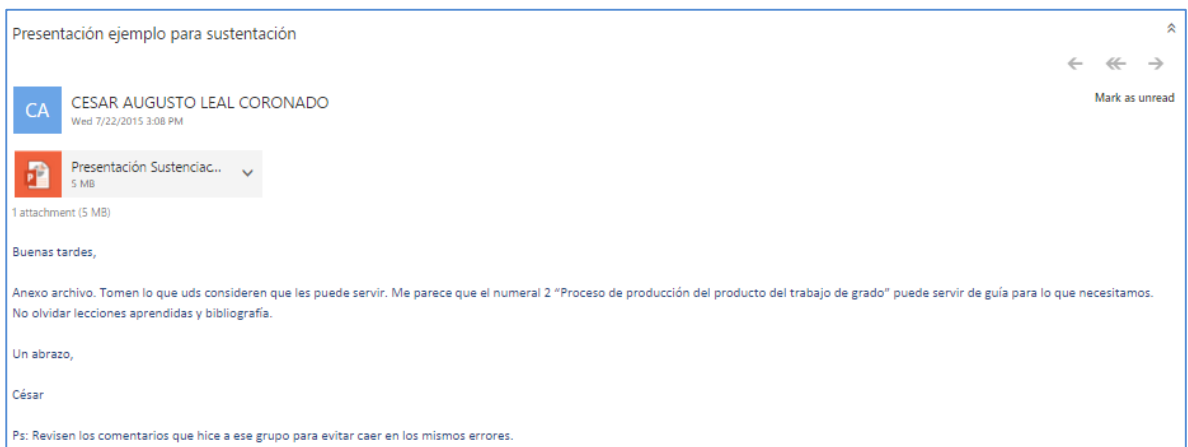 Presentación ejemplo para sustentación
CA
CESAR AUGUSTO LEAL CORONADO
Mark as unread
Wed 7/22/2015 3:08 PM
Presentación Sustenciac...
5 MB
1 attachment (5 MB)
Buenas tardes,
Anexo archivo. Tomen lo que uds consideren que les puede servir. Me parece que el numeral 2 “Proceso de producción del producto del trabajo de grado” puede servir de guía para lo que necesitamos.
No olvidar lecciones aprendidas y bibliografía.
Un abrazo,
César
Ps: Revisen los comentarios que hice a ese grupo para evitar caer en los mismos errores.